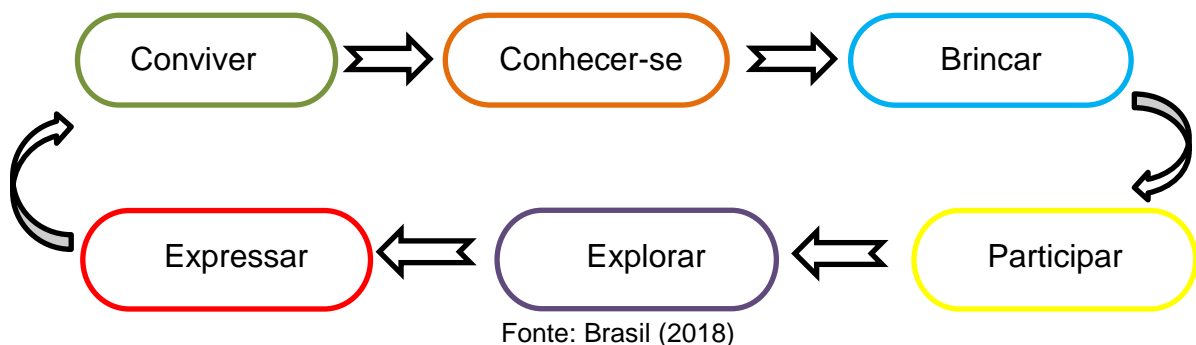 Conviver
Conhecer-se
Brincar
Expressar
Explorar
Participar
Fonte: Brasil (2018)